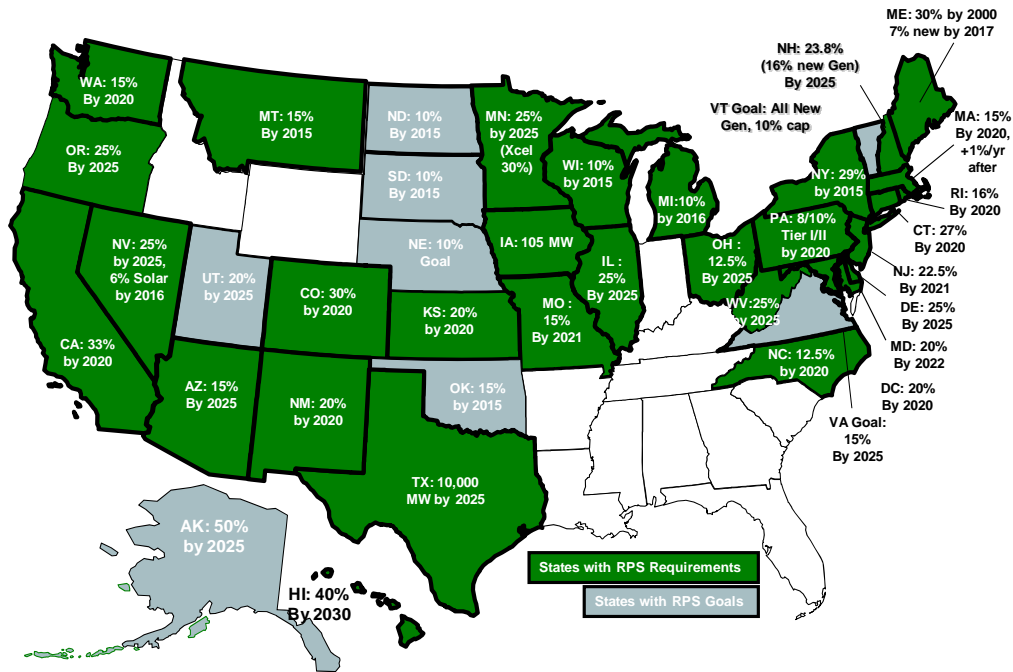 ME: 30% by 2000
7% new by 2017
NH: 23.8%
(16% new Gen)
By 2025
VT Goal: All New
Gen, 10% cap
MA: 15%
By 2020,
+1%/yr
after
RI: 16%
By 2020
CT: 27%
By 2020
NJ: 22.5%
By 2021
DE: 25%
By 2025
MD: 20%
By 2022
DC: 20%
By 2020
VA Goal:
15%
By 2025
WA: 15%
By 2020
OR: 25%
By 2025
MT: 15%
By 2015
ND: 10%
By 2015
SD: 10%
By 2015
NE: 10%
Goal
MN: 25%
by 2025
(Xcel
30%)
WI: 10%
by 2015
MI:10%
by 2016
NY: 29%
by 2015
PA: 8/10%
Tier I/II
by 2020
OH :
12.5%
By 2025
WV:25%
by 2025
IA: 105 MW
IL :
25%
By 2025
MO :
15%
By 2021
KS: 20%
by 2020
NV: 25%
by 2025,
6% Solar
by 2016
UT: 20%
by 2025
CO: 30%
by 2020
CA: 33%
by 2020
AZ: 15%
By 2025
NM: 20%
by 2020
OK: 15%
by 2015
NC: 12.5%
by 2020
TX: 10,000
MW by 2025
AK: 50%
by 2025
HI: 40%
By 2030
States with RPS Requirements
States with RPS Goals